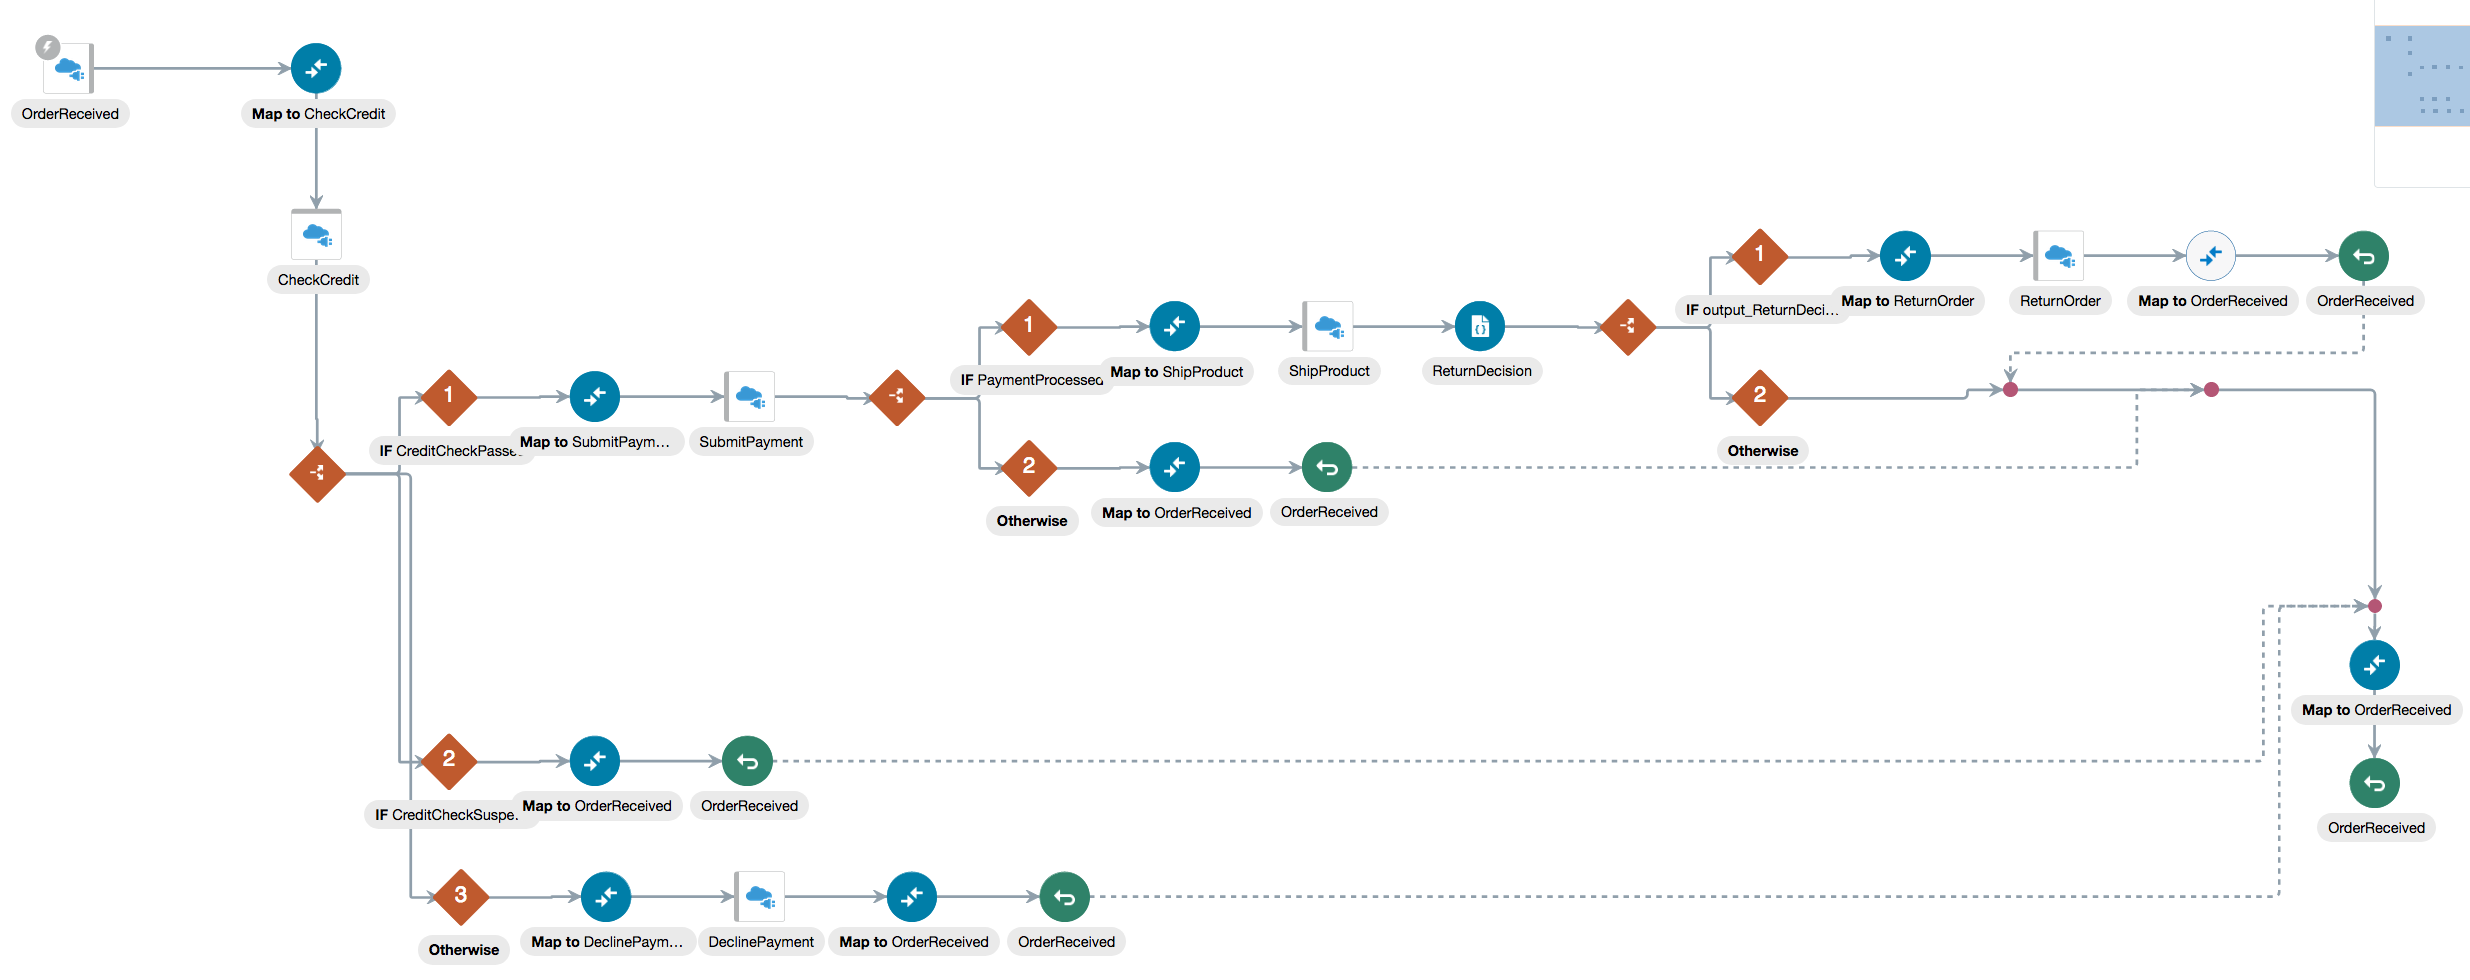 OrderReceived
Map to CheckCredit
CheckCredit
1
IF CreditCheckPasse
Map to SubmitPaym...
SubmitPayment
1
IF PaymentProcessed
Map to ShipProduct
ShipProduct
{}
ReturnDecision
1
IF output_ReturnDeci...
Map to ReturnOrder
ReturnOrder
Map to OrderReceived
OrderReceived
2
Otherwise
2
Otherwise
Map to OrderReceived
OrderReceived
2
IF CreditCheckSuspe.
Map to OrderReceived
OrderReceived
3
Otherwise
Map to DeclinePaym...
DeclinePayment
Map to OrderReceived
OrderReceived
Map to OrderReceived
OrderReceived